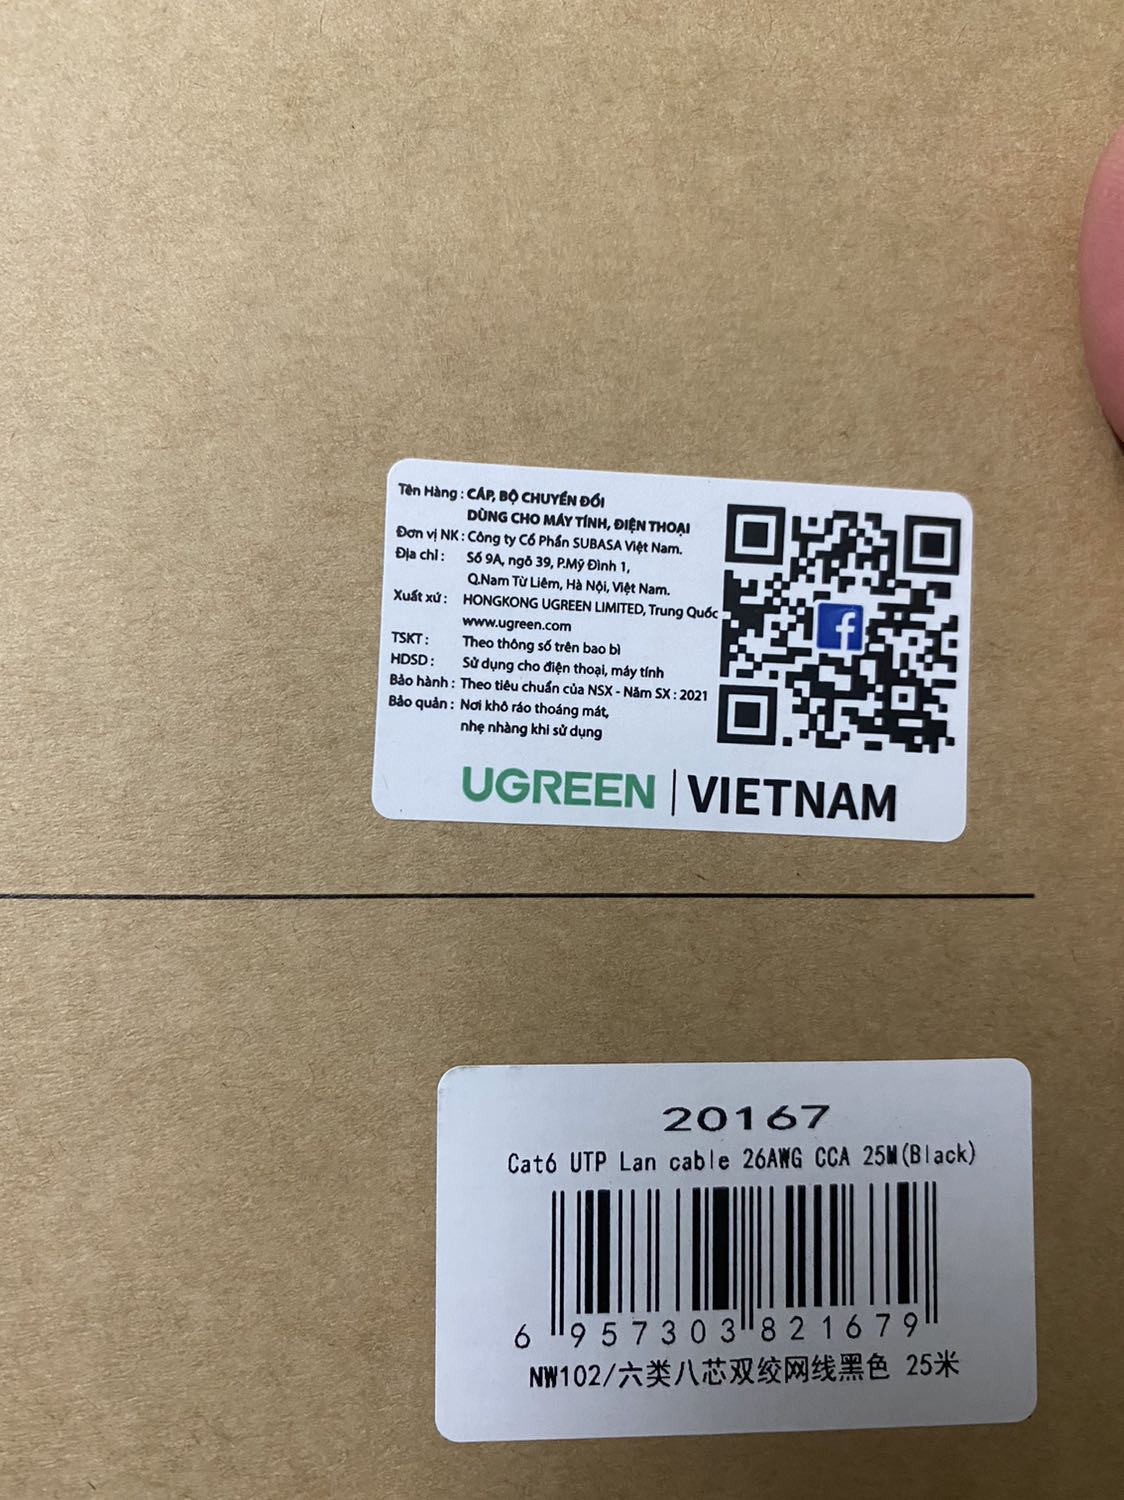 Tên Hàng : CÁP, BỘ CHUYỂN ĐỔI
DÙNG CHO MÁY TÍNH, ĐIỆN THOẠI
Đơn vị NK : Công ty Cổ Phần SUBASA Việt Nam.
Địa chỉ : Số 9A, ngõ 39, P.Mỹ Đình 1,
Q.Nam Từ Liêm, Hà Nội, Việt Nam.
Xuất xứ : HONGKONG UGREEN LIMITED, Trung Quốc
www.ugreen.com
TSKT : Theo thông số trên bao bì
HDSD : Sử dụng cho điện thoại, máy tính
Bảo hành : Theo tiêu chuẩn của NSX - Năm SX : 2021
Bảo quản : Nơi khô ráo thoáng mát,
nhẹ nhàng khi sử dụng
UGREEN | VIETNAM
20167
Cat6 UTP Lan cable 26AWG CCA 25M(Black)
6 957303 821679
NW102/六类八芯双绞网线黑色 25米